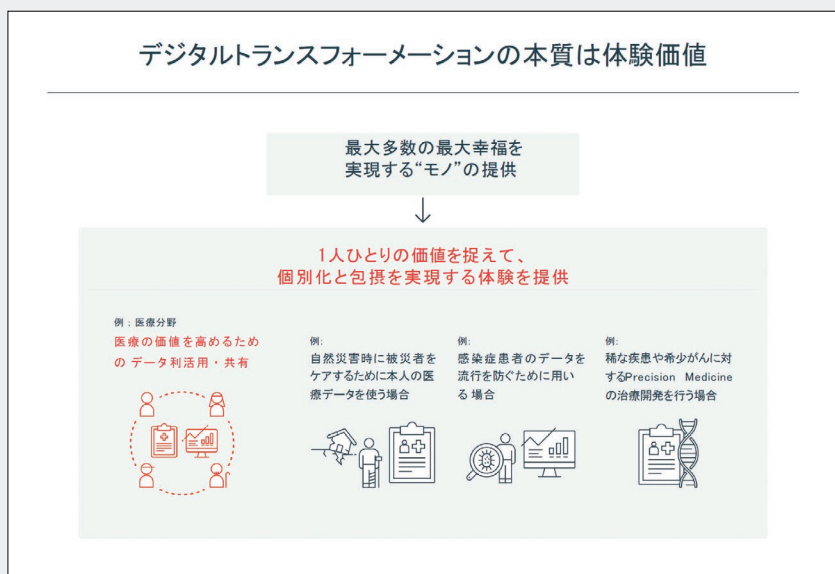 デジタルトランスフォーメーションの本質は体験価値
最大多数の最大幸福を
実現する“モノ”の提供
1人ひとりの価値を捉えて、
個別化と包摂を実現する体験を提供
例：医療分野
医療の価値を高めるため
の データ利活用・共有
例:
自然災害時に被災者を
ケアするために本人の医
療データを使う場合
例:
感染症患者のデータを
流行を防ぐために用い
る 場合
例:
稀な疾患や希少がんに対
するPrecision Medicine
の治療開発を行う場合